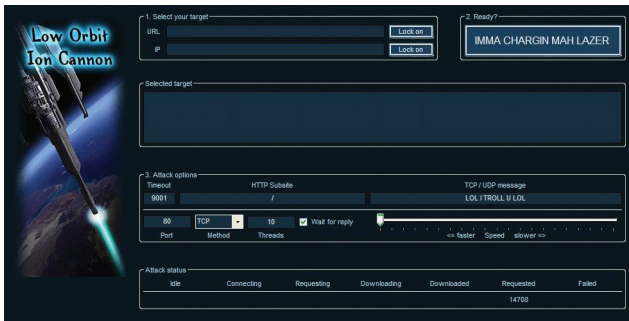 Low Orbit
Ion Cannon
1. Select your target
URL Lock on
IP Lock on
2. Ready?
IMMA CHARGIN MAH LAZER
Selected target
3. Attack options
Timeout HTTP Subsite TCP / UDP message
9001 / LOL I TROLL U LOL
80 TCP 10 Wait for reply
Port Method Threads <= faster Speed slower =>
Attack status
Idle Connecting Requesting Downloading Downloaded Requested Failed
14708